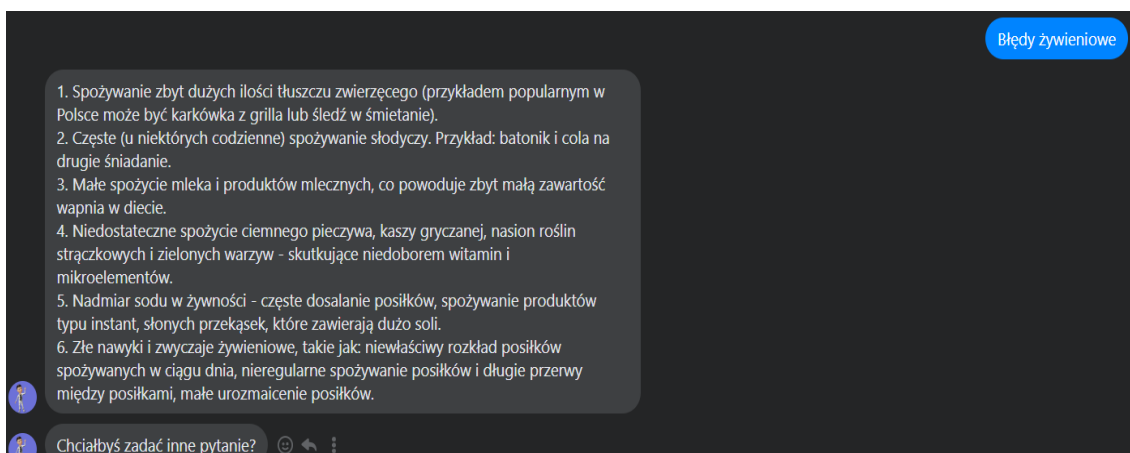 Błędy żywieniowe
1. Spożywanie zbyt dużych ilości tłuszczu zwierzęcego (przykładem popularnym w
Polsce może być karkówka z grilla lub śledź w śmietanie).
2. Częste (u niektórych codzienne) spożywanie słodyczy. Przykład: batonik i cola na
drugie śniadanie.
3. Małe spożycie mleka i produktów mlecznych, co powoduje zbyt małą zawartość
wapnia w diecie.
4. Niedostateczne spożycie ciemnego pieczywa, kaszy gryczanej, nasion roślin
strączkowych i zielonych warzyw - skutkujące niedoborem witamin i
mikroelementów.
5. Nadmiar sodu w żywności - częste dosalanie posiłków, spożywanie produktów
typu instant, słonych przekąsek, które zawierają dużo soli.
6. Złe nawyki i zwyczaje żywieniowe, takie jak: niewłaściwy rozkład posiłków
spożywanych w ciągu dnia, nieregularne spożywanie posiłków i długie przerwy
między posiłkami, małe urozmaicenie posiłków.
Chciałbyś zadać inne pytanie?